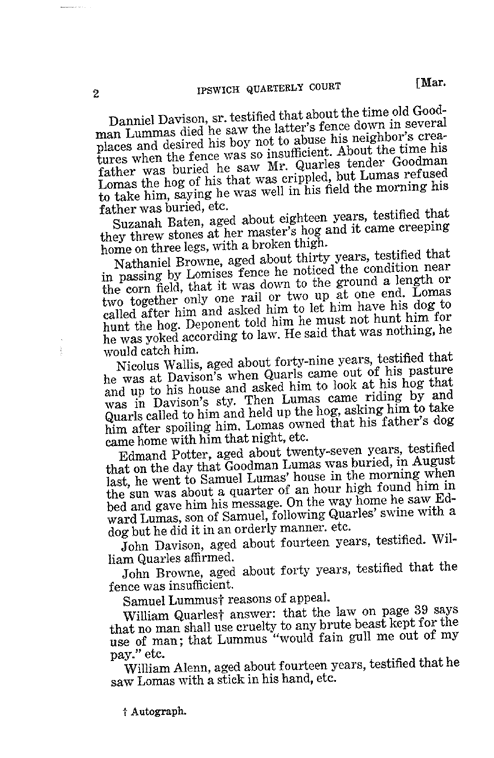 2 IPSWICH QUARTERLY COURT [Mar.
Danniel Davison, sr. testified that about the time old Good-
man Lummas died he saw the latter's fence down in several
places and desired his boy not to abuse his neighbor's crea-
tures when the fence was so insufficient. About the time his
father was buried he saw Mr. Quarles tender Goodman
Lomas the hog of his that was crippled, but Lumas refused
to take him, saying he was well in his field the morning his
father was buried, etc.
Suzanah Baten, aged about eighteen years, testified that
they threw stones at her master's hog and it came creeping
home on three legs, with a broken thigh.
Nathaniel Browne, aged about thirty years, testified that
in passing by Lomises fence he noticed the condition near
the corn field, that it was down to the ground a length or
two together only one rail or two up at one end. Lomas
called after him and asked him to let him have his dog to
hunt the hog. Deponent told him he must not hunt him for
he was yoked according to law. He said that was nothing, he
would catch him.
Nicolus Wallis, aged about forty-nine years, testified that
he was at Davison's when Quarls came out of his pasture
and up to his house and asked him to look at his hog that
was in Davison's sty. Then Lumas came riding by and
Quarls called to him and held up the hog, asking him to take
him after spoiling him. Lomas owned that his father's dog
came home with him that night, etc.
Edmand Potter, aged about twenty-seven years, testified
that on the day that Goodman Lumas was buried, in August
last, he went to Samuel Lumas' house in the morning when
the sun was about a quarter of an hour high found him in
bed and gave him his message. On the way home he saw Ed-
ward Lumas, son of Samuel, following Quarles' swine with a
dog but he did it in an orderly manner. etc.
John Davison, aged about fourteen years, testified. Wil-
liam Quarles affirmed.
John Browne, aged about forty years, testified that the
fence was insufficient.
Samuel Lummus† reasons of appeal.
William Quarles† answer: that the law on page 39 says
that no man shall use cruelty to any brute beast kept for the
use of man; that Lummus "would fain gull me out of my
pay." etc.
William Alenn, aged about fourteen years, testified that he
saw Lomas with a stick in his hand, etc.
† Autograph.